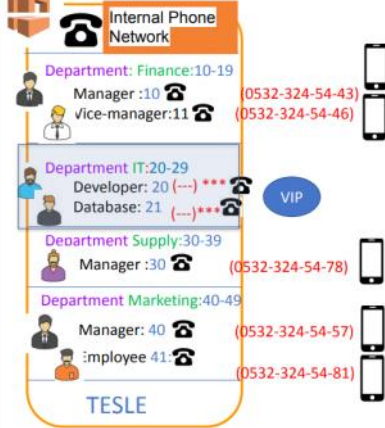 Internal Phone
Network
Department: Finance:10-19
Manager :10 (0532-324-54-43)
Vice-manager:11 (0532-324-54-46)
Department IT:20-29
Developer: 20 (---) ***
Database: 21 (---)***
VIP
Department Supply:30-39
Manager :30 (0532-324-54-78)
Department Marketing:40-49
Manager: 40 (0532-324-54-57)
Employee 41: (0532-324-54-81)
TESLE